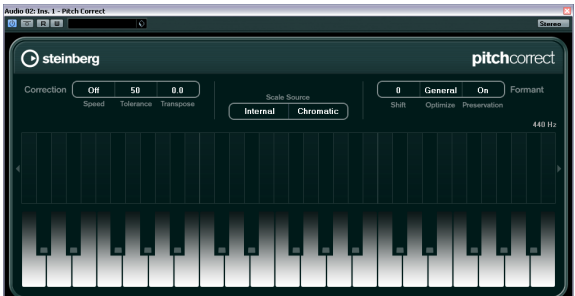 Audio 02: Ins. 1 - Pitch Correct
R W Stereo
steinberg pitchcorrect
Correction Off 50 0.0 0 General On Formant
Speed Tolerance Transpose Scale Source Shift Optimize Preservation
Internal Chromatic
440 Hz